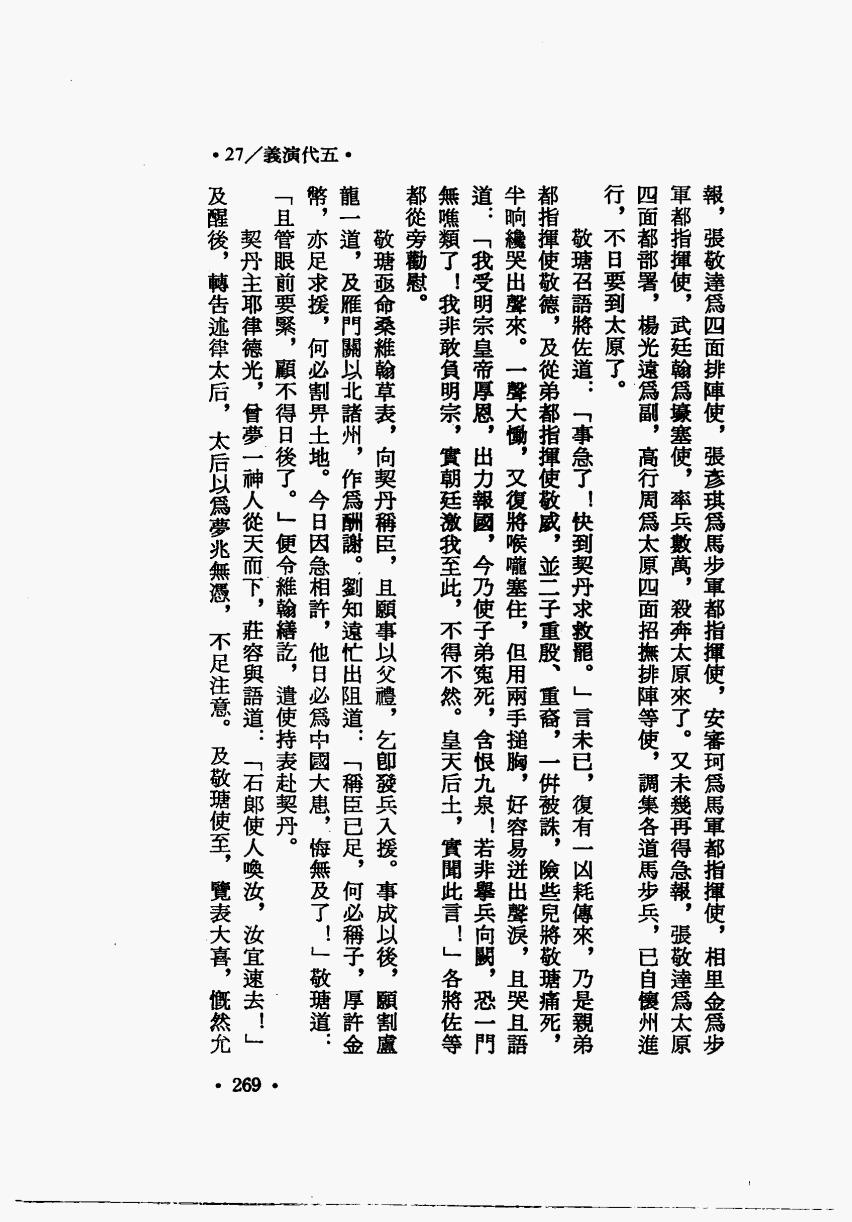 •27／義演代五•
報，張敬達爲四面排陣使，張彥琪爲馬步軍都指揮使，安審琦爲馬軍都指揮使，相里金爲步
軍都指揮使，武廷翰爲壕塞使，率兵數萬，殺奔太原來了。又未幾再得急報，張敬達爲太原
四面都部署，楊光遠爲副，高行周爲太原四面招撫排陣等使，調集各道馬步兵，已自懷州進
行，不日要到太原了。
敬瑭召語將佐道：「事急了！快到契丹求救罷。」言未已，復有一凶耗傳來，乃是親弟
都指揮使敬德，及從弟都指揮使敬威，並二子重殷、重裔，一併被誅，險些兒將敬瑭痛死，
半晌纔哭出聲來。一聲大慟，又復將喉嚨塞住，但用兩手搥胸，好容易迸出聲淚，且哭且語
道：「我受明宗皇帝厚恩，出力報國，今乃使子弟寃死，含恨九泉！若非舉兵向闕，恐一門
無噍類了！我非敢負明宗，實朝廷激我至此，不得不然。皇天后土，實聞此言！」各將佐等
都從旁勸慰。
敬瑭亟命桑維翰草表，向契丹稱臣，且願事以父禮，乞卽發兵入援。事成以後，願割盧
龍一道，及雁門關以北諸州，作爲酬謝。劉知遠忙出阻道：「稱臣已足，何必稱子，厚許金
幣，亦足求援，何必割畀土地。今日因急相許，他日必爲中國大患，悔無及了！」敬瑭道：
「且管眼前要緊，顧不得日後了。」便令維翰繕訖，遣使持表赴契丹。
契丹主耶律德光，曾夢一神人從天而下，莊容與語道：「石郎使人喚汝，汝宜速去！」
及醒後，轉告述律太后，太后以爲夢兆無憑，不足注意。及敬瑭使至，覽表大喜，慨然允
•269•